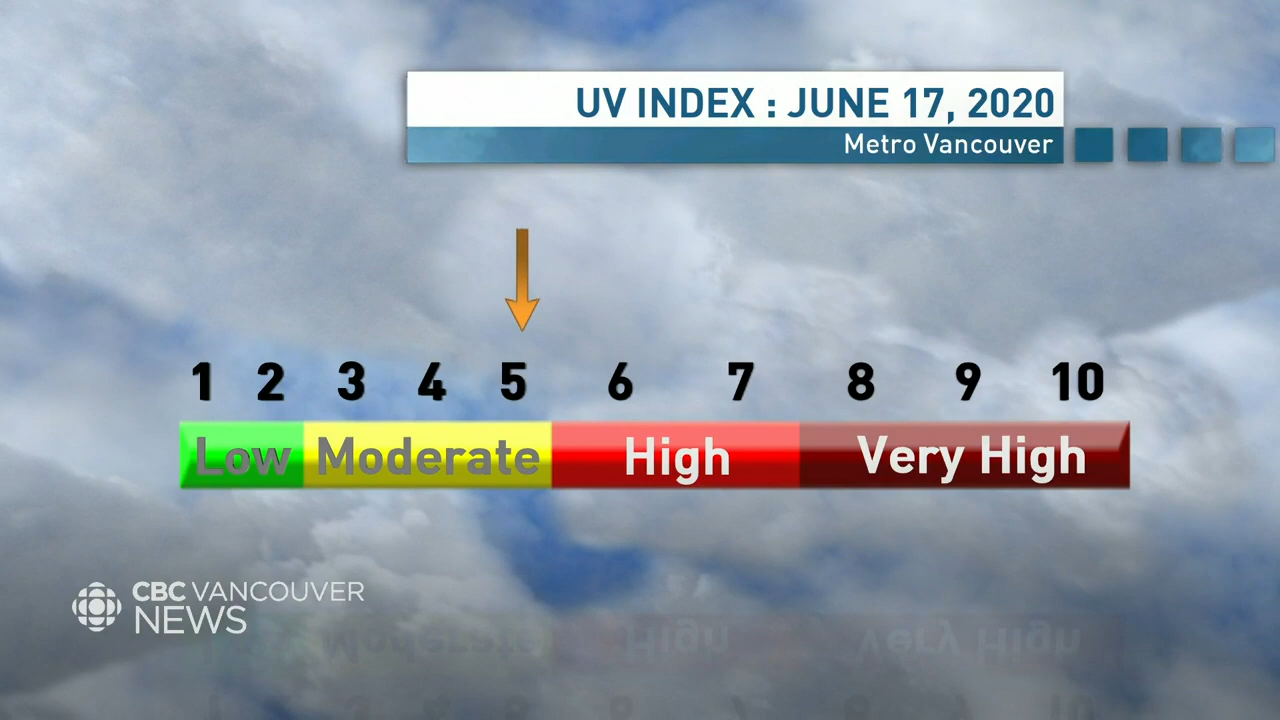 UV INDEX : JUNE 17, 2020
Metro Vancouver
1 2 3 4 5 6 7 8 9 10
Low Moderate High Very High
CBC VANCOUVER
NEWS